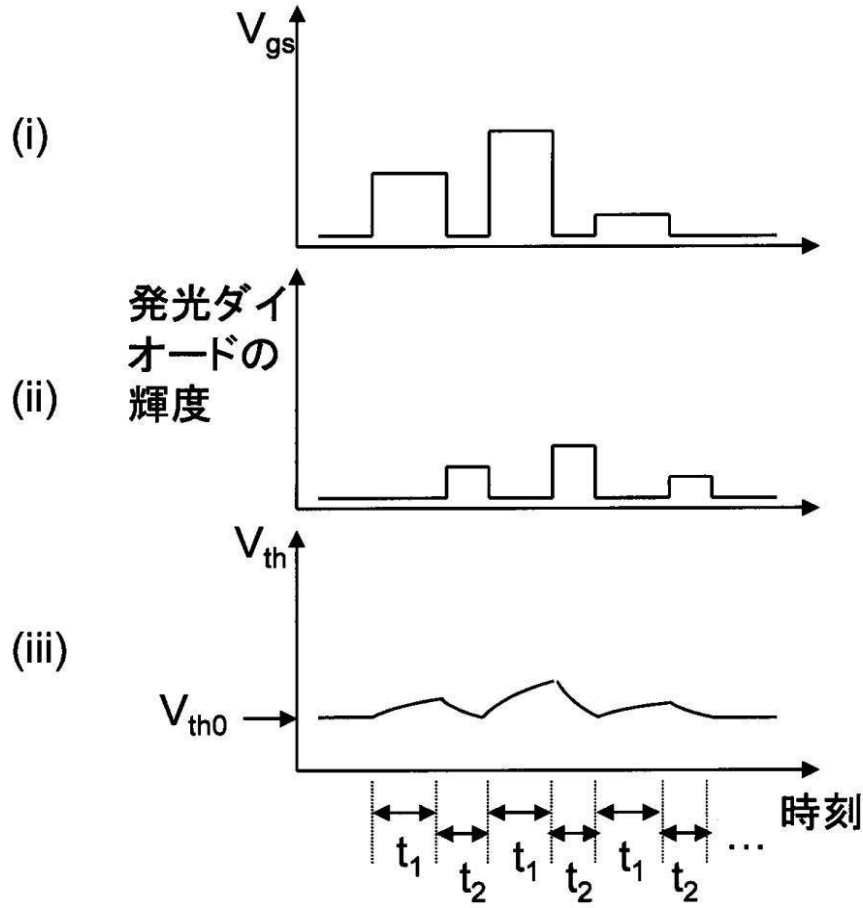 V_gs
(i)
発光ダイ
オードの
輝度
(ii)
V_th
(iii)
V_th0
時刻
t_1 t_2 t_1 t_2 t_1 t_2 …